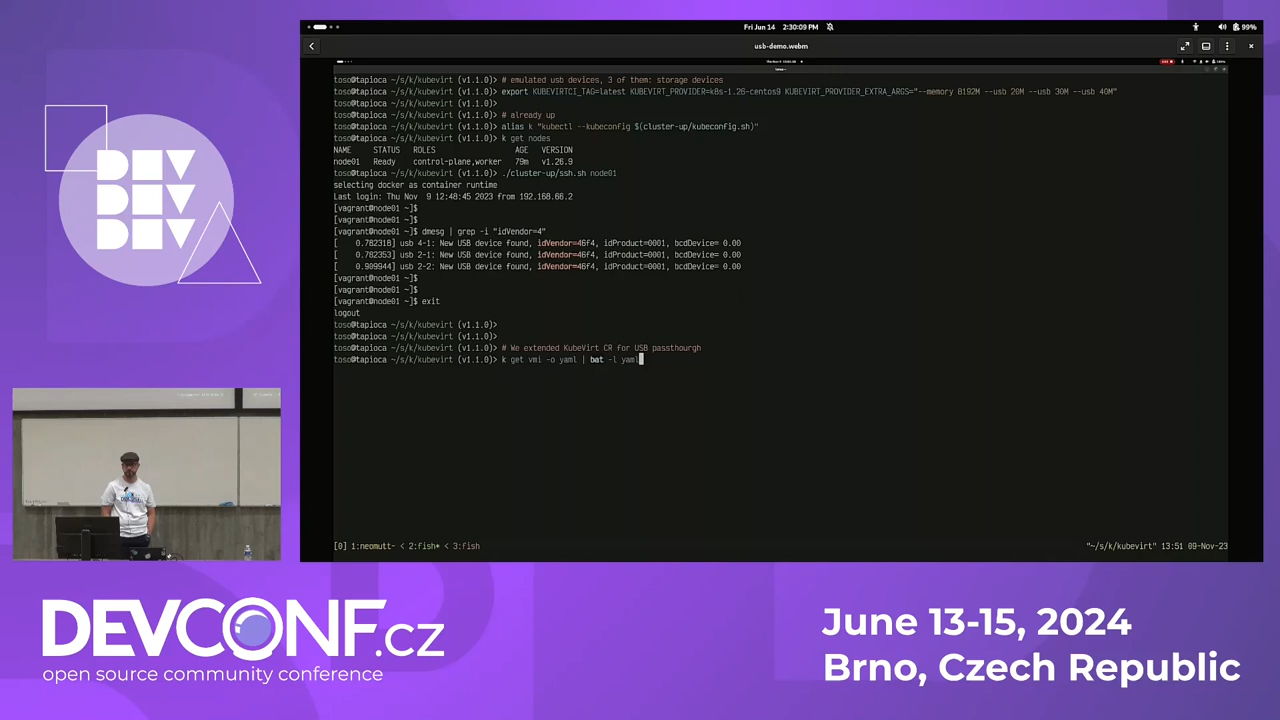 DEV
DEV
DEV
Fri Jun 14 2:30:09 PM
99%
usb-demo.webm
toso@tapioca ~/s/k/kubevirt (v1.1.0)> # emulated usb devices, 3 of them: storage devices
toso@tapioca ~/s/k/kubevirt (v1.1.0)> export KUBEVIRTCI_TAG=latest KUBEVIRT_PROVIDER=k8s-1.26-centos9 KUBEVIRT_PROVIDER_EXTRA_ARGS="--memory 8192M --usb 20M --usb 30M --usb 40M"
toso@tapioca ~/s/k/kubevirt (v1.1.0)>
toso@tapioca ~/s/k/kubevirt (v1.1.0)> # already up
toso@tapioca ~/s/k/kubevirt (v1.1.0)> alias k "kubectl --kubeconfig $(cluster-up/kubeconfig.sh)"
toso@tapioca ~/s/k/kubevirt (v1.1.0)> k get nodes
NAME STATUS ROLES AGE VERSION
node01 Ready control-plane,worker 79m v1.26.9
toso@tapioca ~/s/k/kubevirt (v1.1.0)> ./cluster-up/ssh.sh node01
selecting docker as container runtime
Last login: Thu Nov 9 12:48:45 2023 from 192.168.66.2
[vagrant@node01 ~]$
[vagrant@node01 ~]$
[vagrant@node01 ~]$ dmesg | grep -i "idVendor=4"
[ 0.782318] usb 4-1: New USB device found, idVendor=46f4, idProduct=0001, bcdDevice= 0.00
[ 0.782353] usb 2-1: New USB device found, idVendor=46f4, idProduct=0001, bcdDevice= 0.00
[ 0.909944] usb 2-2: New USB device found, idVendor=46f4, idProduct=0001, bcdDevice= 0.00
[vagrant@node01 ~]$
[vagrant@node01 ~]$
[vagrant@node01 ~]$ exit
logout
toso@tapioca ~/s/k/kubevirt (v1.1.0)>
toso@tapioca ~/s/k/kubevirt (v1.1.0)>
toso@tapioca ~/s/k/kubevirt (v1.1.0)> # We extended KubeVirt CR for USB passthourgh
toso@tapioca ~/s/k/kubevirt (v1.1.0)> k get vmi -o yaml | bat -l yaml
[0] 1:neomutt- < 2:fish* < 3:fish
"~/s/k/kubevirt" 13:51 09-Nov-23
DEVCONF.cz
open source community conference
June 13-15, 2024
Brno, Czech Republic